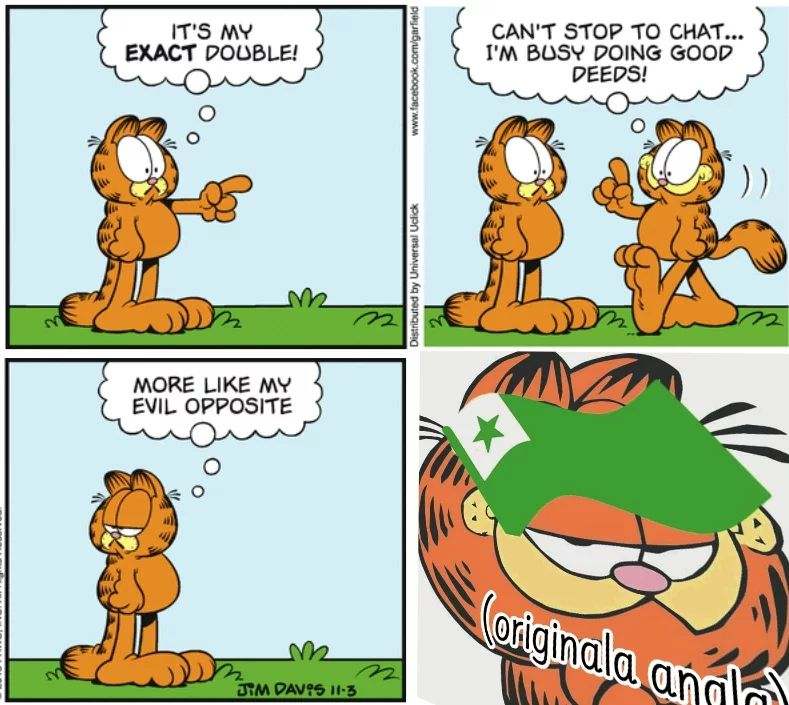 IT'S MY
EXACT DOUBLE!
www.facebook.com/garfield
Distributed by Universal Uclick
CAN'T STOP TO CHAT...
I'M BUSY DOING GOOD
DEEDS!
MORE LIKE MY
EVIL OPPOSITE
JIM DAVIS 11-3
(originala angla)